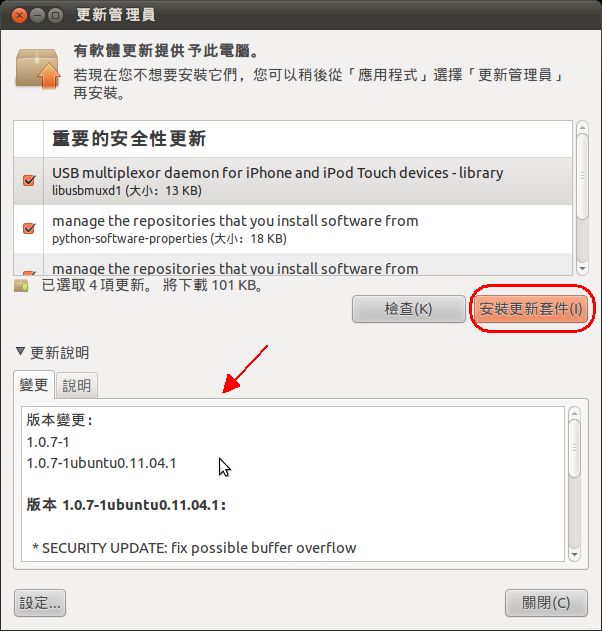 更新管理員
有軟體更新提供予此電腦。
若現在您不想要安裝它們，您可以稍後從「應用程式」選擇「更新管理員」
再安裝。
重要的安全性更新
USB multiplexor daemon for iPhone and iPod Touch devices - library
libusbmuxd1 (大小：13 KB)
manage the repositories that you install software from
python-software-properties (大小：18 KB)
manage the repositories that you install software from
已選取 4 項更新。 將下載 101 KB。
檢查(K)
安裝更新套件(I)
更新說明
變更
說明
版本變更：
1.0.7-1
1.0.7-1ubuntu0.11.04.1
版本 1.0.7-1ubuntu0.11.04.1：
* SECURITY UPDATE: fix possible buffer overflow
設定...
關閉(C)